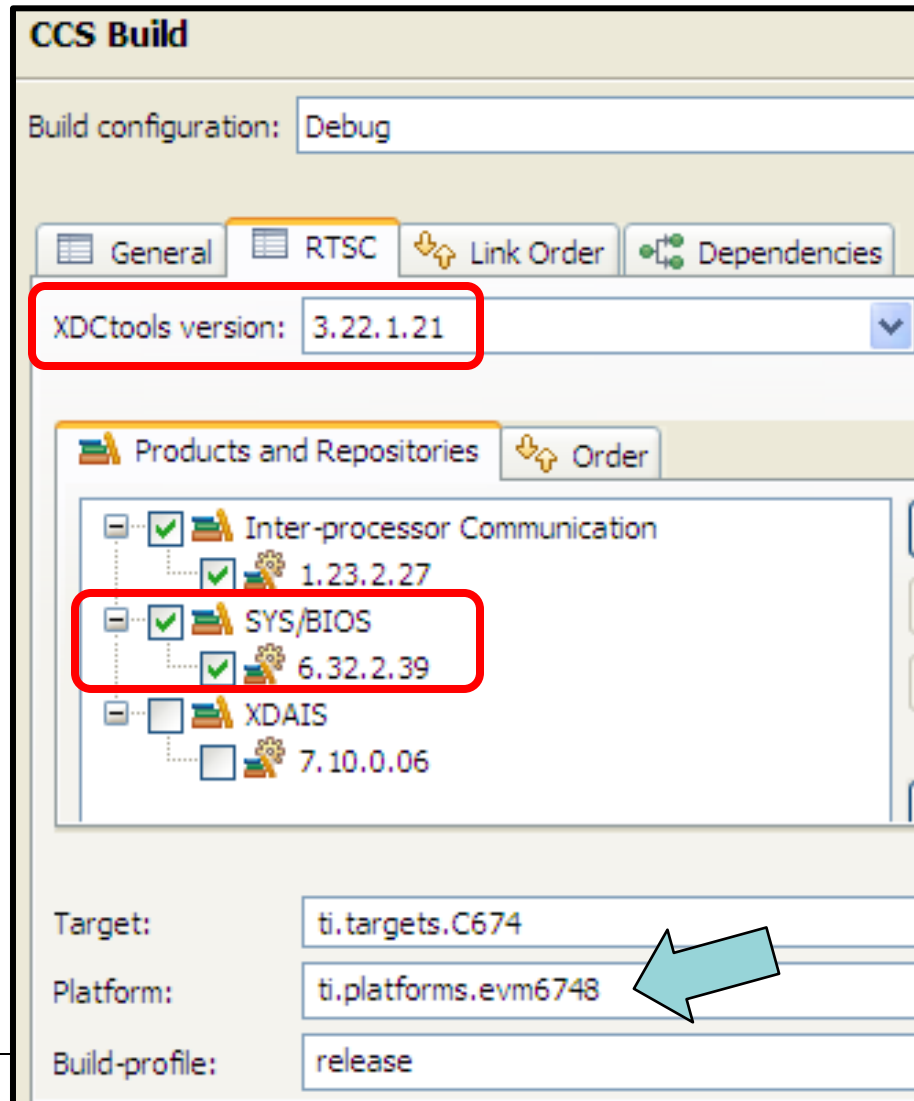 CCS Build
Build configuration: Debug
General RTSC Link Order Dependencies
XDCtools version: 3.22.1.21
Products and Repositories Order
Inter-processor Communication
1.23.2.27
SYS/BIOS
6.32.2.39
XDAIS
7.10.0.06
Target: ti.targets.C674
Platform: ti.platforms.evm6748
Build-profile: release